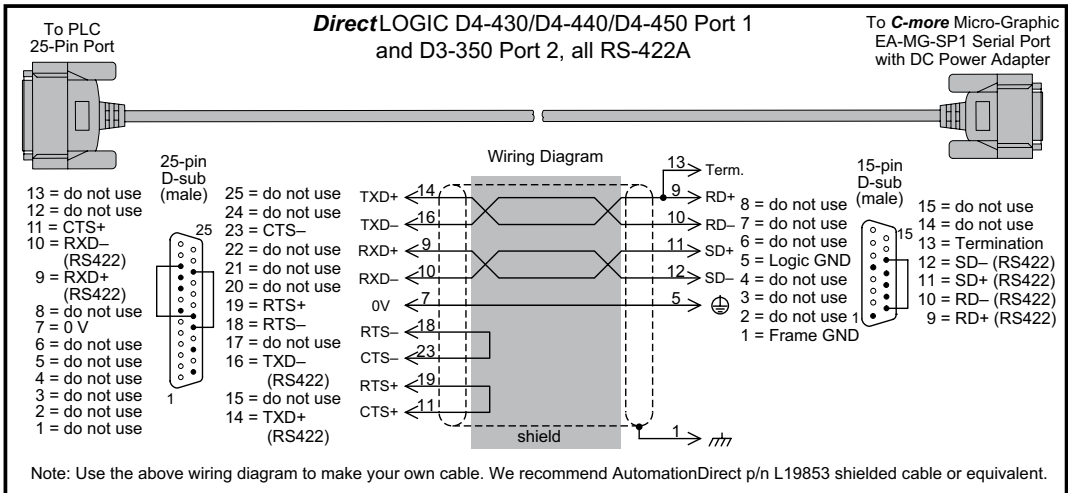 To PLC
25-Pin Port
DirectLOGIC D4-430/D4-440/D4-450 Port 1
and D3-350 Port 2, all RS-422A
To C-more Micro-Graphic
EA-MG-SP1 Serial Port
with DC Power Adapter
25-pin
D-sub
(male)
13 = do not use
12 = do not use
11 = CTS+
10 = RXD–
(RS422)
9 = RXD+
(RS422)
8 = do not use
7 = 0 V
6 = do not use
5 = do not use
4 = do not use
3 = do not use
2 = do not use
1 = do not use
25
1
25 = do not use
24 = do not use
23 = CTS–
22 = do not use
21 = do not use
20 = do not use
19 = RTS+
18 = RTS–
17 = do not use
16 = TXD–
(RS422)
15 = do not use
14 = TXD+
(RS422)
Wiring Diagram
13 Term.
TXD+ 14 9 RD+
TXD– 16 10 RD–
RXD+ 9 11 SD+
RXD– 10 12 SD–
0V 7 5
RTS– 18
CTS– 23
RTS+ 19
CTS+ 11
shield
1
8 = do not use
7 = do not use
6 = do not use
5 = Logic GND
4 = do not use
3 = do not use
2 = do not use
1 = Frame GND
15-pin
D-sub
(male)
15
1
15 = do not use
14 = do not use
13 = Termination
12 = SD– (RS422)
11 = SD+ (RS422)
10 = RD– (RS422)
9 = RD+ (RS422)
Note: Use the above wiring diagram to make your own cable. We recommend AutomationDirect p/n L19853 shielded cable or equivalent.